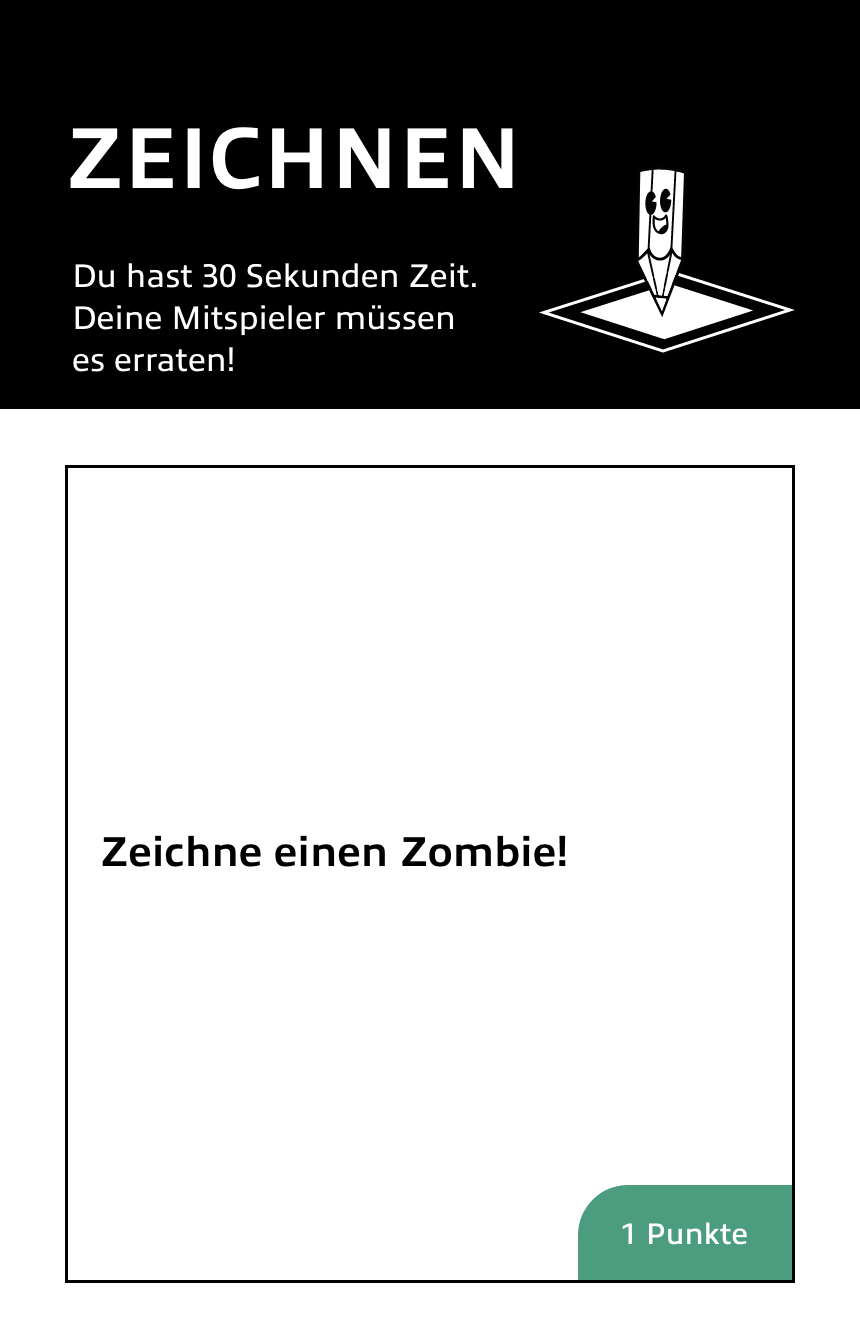 ZEICHNEN
Du hast 30 Sekunden Zeit.
Deine Mitspieler müssen
es erraten!
Zeichne einen Zombie!
1 Punkte